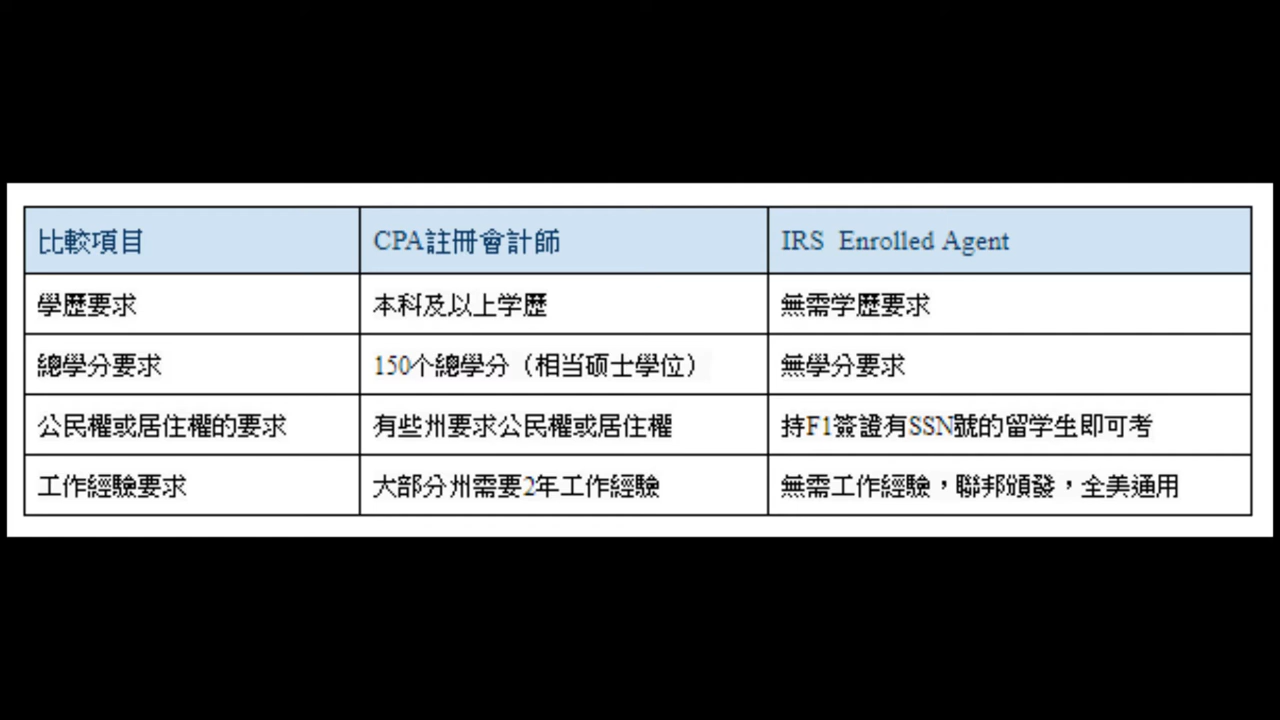 比較項目 CPA註冊會計師 IRS Enrolled Agent
學歷要求 本科及以上学歷 無需学歷要求
總學分要求 150个總學分（相当硕士學位） 無學分要求
公民權或居住權的要求 有些州要求公民權或居住權 持F1簽證有SSN號的留学生即可考
工作經驗要求 大部分州需要2年工作經驗 無需工作經驗，聯邦頒發，全美通用